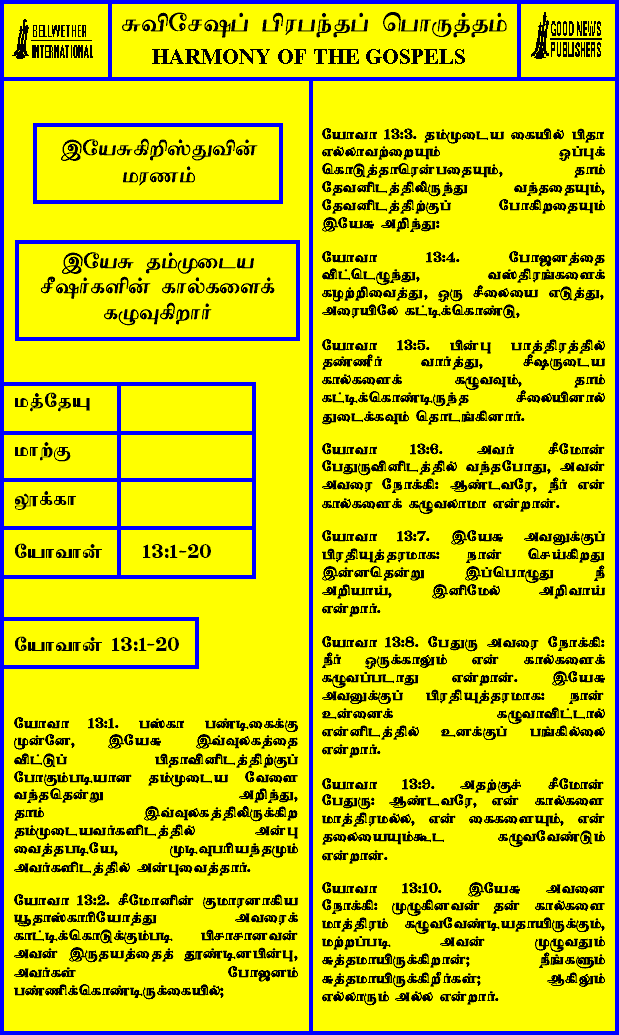 BELLWETHER
INTERNATIONAL
சுவிசேஷப் பிரபந்தப் பொருத்தம்
HARMONY OF THE GOSPELS
GOOD NEWS
PUBLISHERS
இயேசுகிறிஸ்துவின்
மரணம்
இயேசு தம்முடைய
சீஷர்களின் கால்களைக்
கழுவுகிறார்
மத்தேயு
மாற்கு
லூக்கா
யோவான் 13:1-20
யோவான் 13:1-20
யோவா 13:1. பஸ்கா பண்டிகைக்கு
முன்னே, இயேசு இவ்வுலகத்தை
விட்டுப் பிதாவினிடத்திற்குப்
போகும்படியான தம்முடைய வேளை
வந்ததென்று அறிந்து,
தாம் இவ்வுலகத்திலிருக்கிற
தம்முடையவர்களிடத்தில் அன்பு
வைத்தபடியே, முடிவுபரியந்தமும்
அவர்களிடத்தில் அன்புவைத்தார்.
யோவா 13:2. சீமோனின் குமாரனாகிய
யூதாஸ்காரியோத்து அவரைக்
காட்டிக்கொடுக்கும்படி பிசாசானவன்
அவன் இருதயத்தைத் தூண்டினபின்பு,
அவர்கள் போஜனம்
பண்ணிக்கொண்டிருக்கையில்;
யோவா 13:3. தம்முடைய கையில் பிதா
எல்லாவற்றையும் ஒப்புக்
கொடுத்தாரென்பதையும், தாம்
தேவனிடத்திலிருந்து வந்ததையும்,
தேவனிடத்திற்குப் போகிறதையும்
இயேசு அறிந்து:
யோவா 13:4. போஜனத்தை
விட்டெழுந்து, வஸ்திரங்களைக்
கழற்றிவைத்து, ஒரு சீலையை எடுத்து,
அரையிலே கட்டிக்கொண்டு,
யோவா 13:5. பின்பு பாத்திரத்தில்
தண்ணீர் வார்த்து, சீஷருடைய
கால்களைக் கழுவவும், தாம்
கட்டிக்கொண்டிருந்த சீலையினால்
துடைக்கவும் தொடங்கினார்.
யோவா 13:6. அவர் சீமோன்
பேதுருவினிடத்தில் வந்தபோது, அவன்
அவரை நோக்கி: ஆண்டவரே, நீர் என்
கால்களைக் கழுவலாமா என்றான்.
யோவா 13:7. இயேசு அவனுக்குப்
பிரதியுத்தரமாக: நான் செய்கிறது
இன்னதென்று இப்பொழுது நீ
அறியாய், இனிமேல் அறிவாய்
என்றார்.
யோவா 13:8. பேதுரு அவரை நோக்கி:
நீர் ஒருக்காலும் என் கால்களைக்
கழுவப்படாது என்றான். இயேசு
அவனுக்குப் பிரதியுத்தரமாக: நான்
உன்னைக் கழுவாவிட்டால்
என்னிடத்தில் உனக்குப் பங்கில்லை
என்றார்.
யோவா 13:9. அதற்குச் சீமோன்
பேதுரு: ஆண்டவரே, என் கால்களை
மாத்திரமல்ல, என் கைகளையும், என்
தலையையும்கூட கழுவவேண்டும்
என்றான்.
யோவா 13:10. இயேசு அவனை
நோக்கி: முழுகினவன் தன் கால்களை
மாத்திரம் கழுவவேண்டியதாயிருக்கும்,
மற்றப்படி அவன் முழுவதும்
சுத்தமாயிருக்கிறான்; நீங்களும்
சுத்தமாயிருக்கிறீர்கள்; ஆகிலும்
எல்லாரும் அல்ல என்றார்.